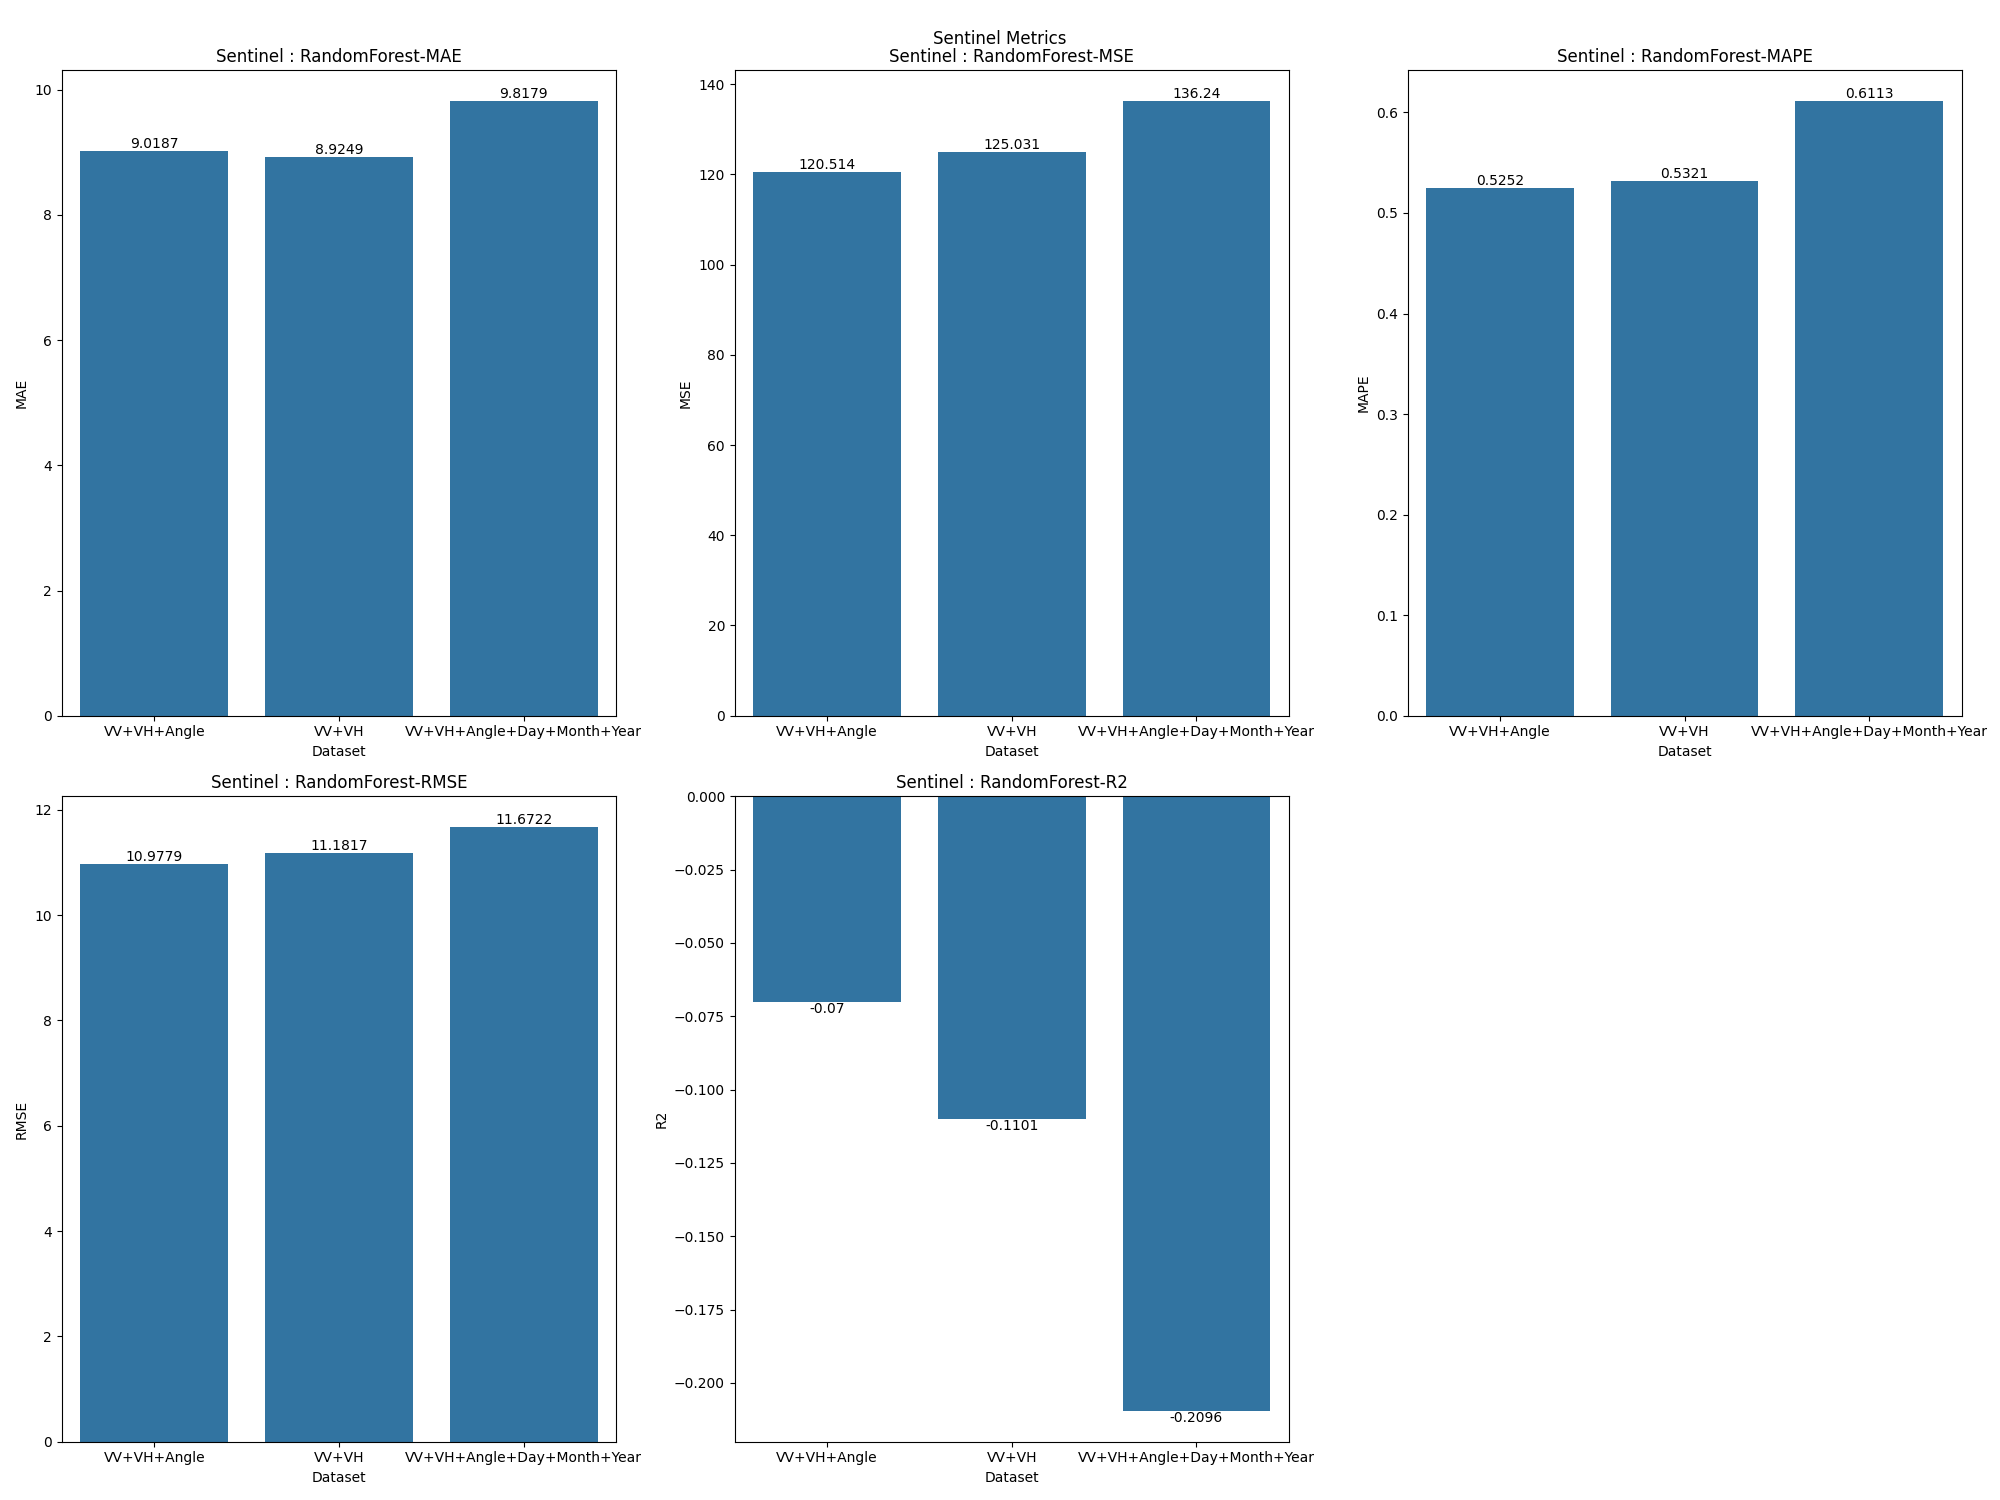 Sentinel Metrics
Sentinel : RandomForest-MAE
10
8
6
4
2
0
MAE
9.0187
8.9249
9.8179
VV+VH+Angle
VV+VH
VV+VH+Angle+Day+Month+Year
Dataset
Sentinel : RandomForest-MSE
140
120
100
80
60
40
20
0
MSE
120.514
125.031
136.24
VV+VH+Angle
VV+VH
VV+VH+Angle+Day+Month+Year
Dataset
Sentinel : RandomForest-MAPE
0.6
0.5
0.4
0.3
0.2
0.1
0.0
MAPE
0.5252
0.5321
0.6113
VV+VH+Angle
VV+VH
VV+VH+Angle+Day+Month+Year
Dataset
Sentinel : RandomForest-RMSE
12
10
8
6
4
2
0
RMSE
10.9779
11.1817
11.6722
VV+VH+Angle
VV+VH
VV+VH+Angle+Day+Month+Year
Dataset
Sentinel : RandomForest-R2
0.000
−0.025
−0.050
−0.075
−0.100
−0.125
−0.150
−0.175
−0.200
R2
-0.07
-0.1101
-0.2096
VV+VH+Angle
VV+VH
VV+VH+Angle+Day+Month+Year
Dataset